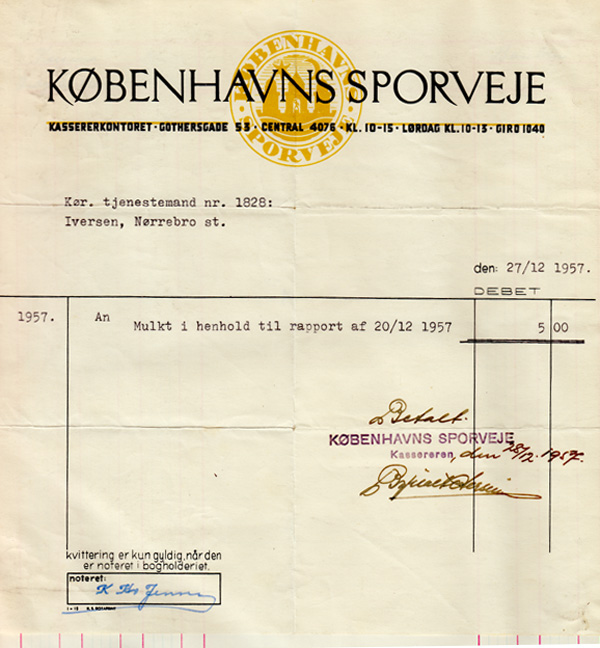 KØBENHAVNS
SPORVEJE
KØBENHAVNS SPORVEJE
KASSERERKONTORET · GOTHERSGADE 53 · CENTRAL 4076 · KL. 10-15 · LØRDAG KL. 10-13 · GIRO 1040
Kør. tjenestemand nr. 1828:
Iversen, Nørrebro st.
den: 27/12 1957.
DEBET
1957. An
Mulkt i henhold til rapport af 20/12 1957 5 00
Betalt.
KØBENHAVNS SPORVEJE
Kassereren, den 28/12 1957.
kvittering er kun gyldig, når den
er noteret i bogholderiet.
noteret: